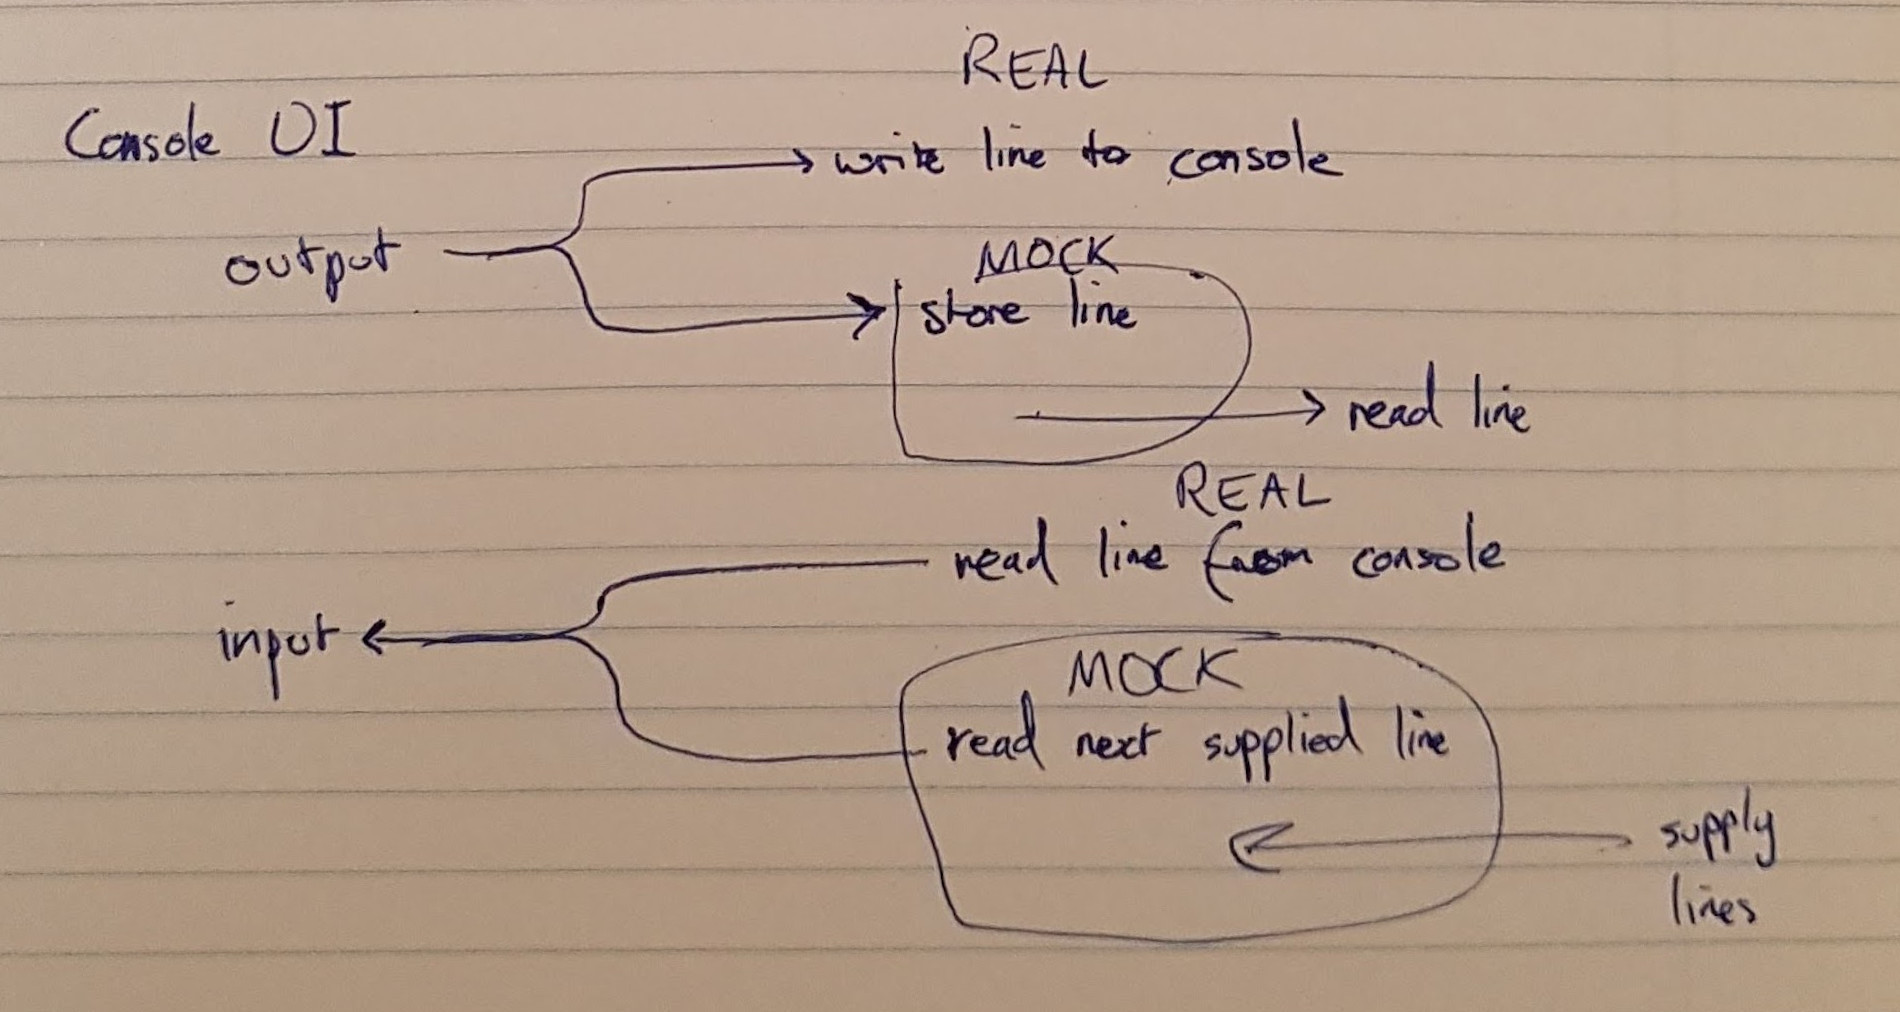 REAL
Console UI
write line to console
output
MOCK
store line
read line
REAL
read line from console
input
MOCK
read next supplied line
supply
lines